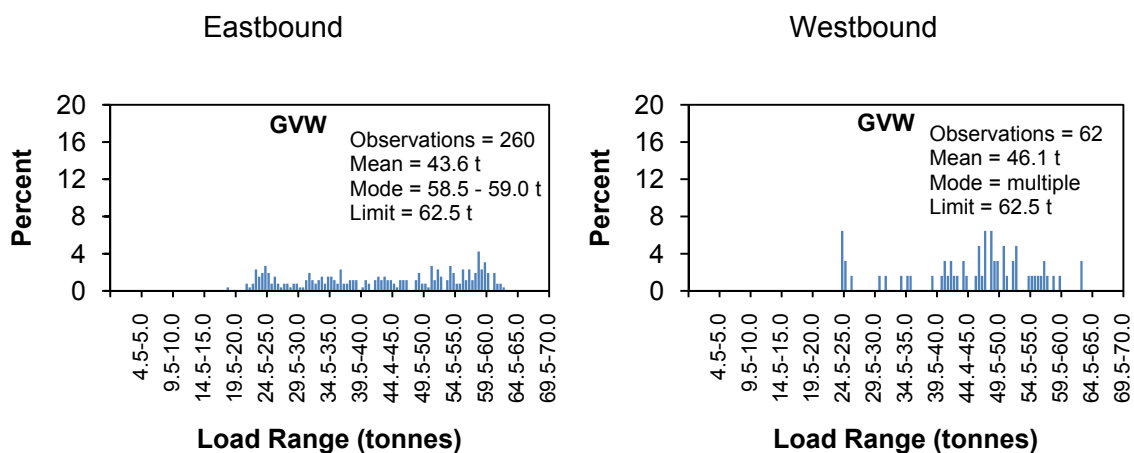 Eastbound
Westbound
20
16
12
8
4
0
Percent
GVW
Observations = 260
Mean = 43.6 t
Mode = 58.5 - 59.0 t
Limit = 62.5 t
4.5-5.0
9.5-10.0
14.5-15.0
19.5-20.0
24.5-25.0
29.5-30.0
34.5-35.0
39.5-40.0
44.4-45.0
49.5-50.0
54.5-55.0
59.5-60.0
64.5-65.0
69.5-70.0
Load Range (tonnes)
20
16
12
8
4
0
Percent
GVW
Observations = 62
Mean = 46.1 t
Mode = multiple
Limit = 62.5 t
4.5-5.0
9.5-10.0
14.5-15.0
19.5-20.0
24.5-25.0
29.5-30.0
34.5-35.0
39.5-40.0
44.4-45.0
49.5-50.0
54.5-55.0
59.5-60.0
64.5-65.0
69.5-70.0
Load Range (tonnes)